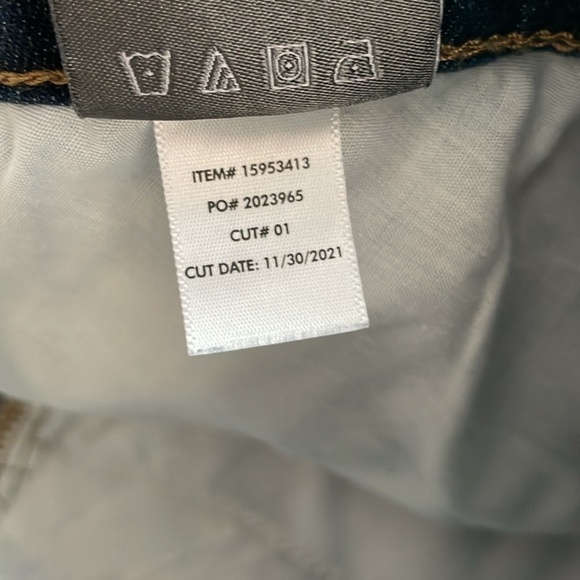 ITEM# 15953413
PO# 2023965
CUT# 01
CUT DATE: 11/30/2021